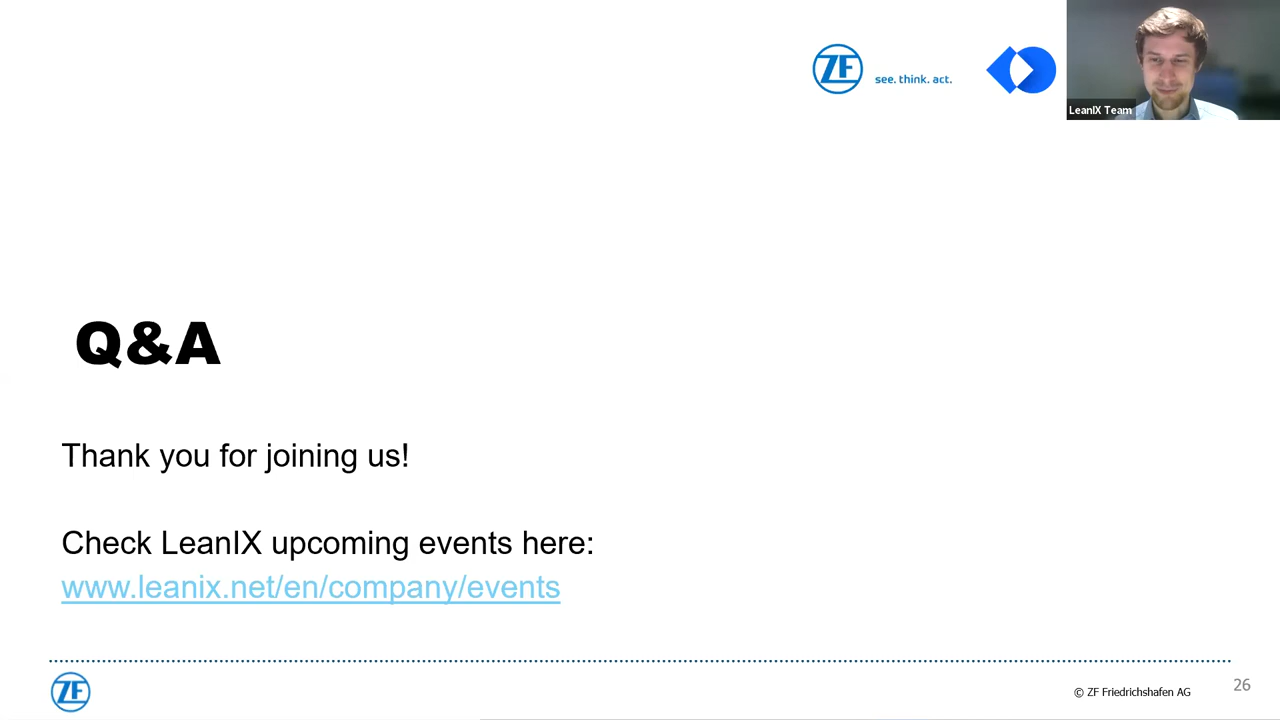 ZF
see. think. act.
LeanIX Team
Q&A
Thank you for joining us!
Check LeanIX upcoming events here:
www.leanix.net/en/company/events
ZF
© ZF Friedrichshafen AG
26